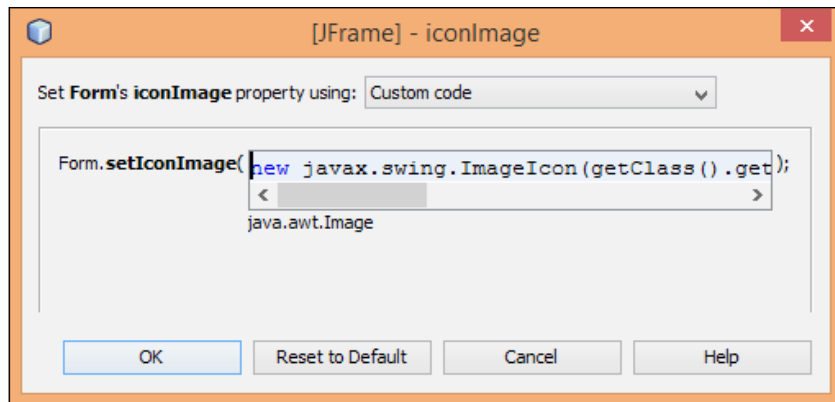 [JFrame] - iconImage
Set Form's iconImage property using: Custom code
Form.setIconImage( new javax.swing.ImageIcon(getClass().get );
java.awt.Image
OK Reset to Default Cancel Help